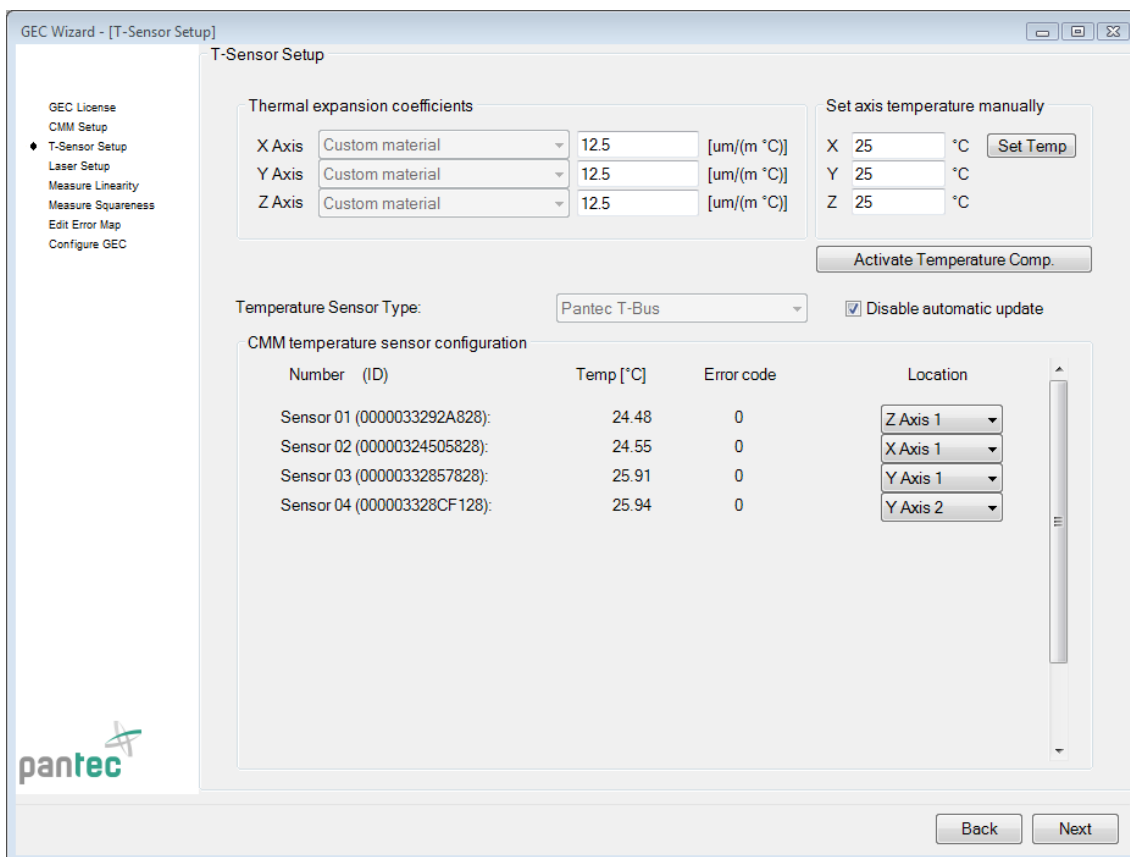 GEC Wizard - [T-Sensor Setup]
T-Sensor Setup
GEC License
CMM Setup
T-Sensor Setup
Laser Setup
Measure Linearity
Measure Squareness
Edit Error Map
Configure GEC
Thermal expansion coefficients
X Axis Custom material 12.5 [um/(m °C)]
Y Axis Custom material 12.5 [um/(m °C)]
Z Axis Custom material 12.5 [um/(m °C)]
Set axis temperature manually
X 25 °C Set Temp
Y 25 °C
Z 25 °C
Activate Temperature Comp.
Temperature Sensor Type: Pantec T-Bus Disable automatic update
CMM temperature sensor configuration
Number (ID) Temp [°C] Error code Location
Sensor 01 (0000033292A828): 24.48 0 Z Axis 1
Sensor 02 (00000324505828): 24.55 0 X Axis 1
Sensor 03 (00000332857828): 25.91 0 Y Axis 1
Sensor 04 (000003328CF128): 25.94 0 Y Axis 2
pantec
Back Next